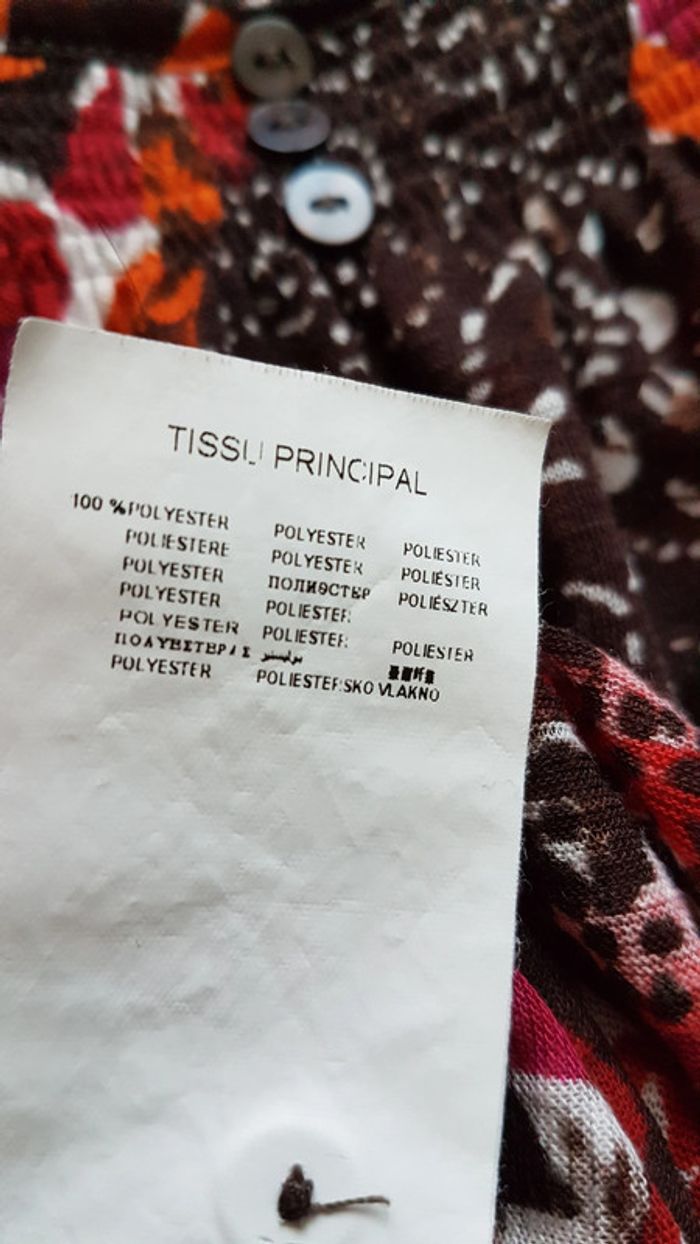 TISSU PRINCIPAL
100 % POLYESTER POLYESTER POLIESTER
POLIESTERE POLYESTER POLIÉSTER
POLYESTER ПОЛИЭСТЕР POLIÉSZTER
POLYESTER POLIESTER
POLYESTER POLIESTER POLIESTER
ΠΟΛΥΕΣΤΕΡΑΣ بوليستر
POLYESTER POLIESTERSKO VLAKNO